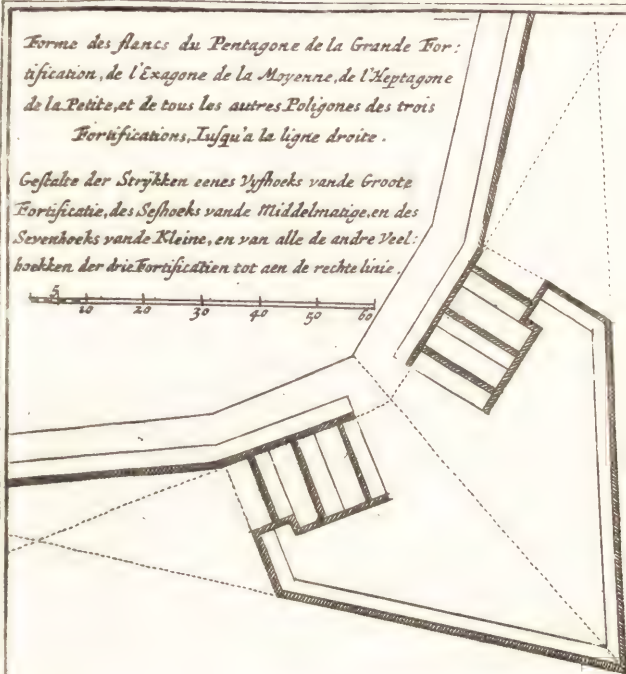 Forme des flancs du Pentagone de la Grande For:
tification, de l'Exagone de la Moyenne, de l'Heptagone
de la Petite, et de tous les autres Poligones des trois
Fortifications, Iusqu'a la ligne droite.
Gestalte der Strÿkken eenes Vyfhoeks vande Groote
Fortificatie, des Seshoeks vande Middelmatige, en des
Sevenhoeks vande Kleine, en van alle de andre Veel:
hoekken der drie Fortificatien tot aen de rechte linie.
5
10 20 30 40 50 60